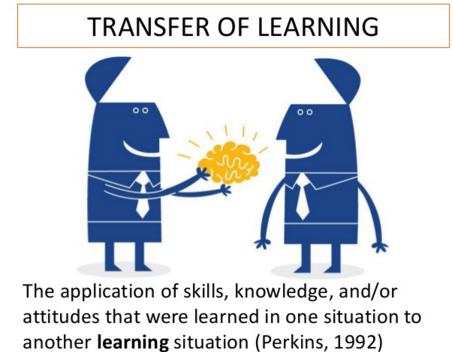 TRANSFER OF LEARNING
The application of skills, knowledge, and/or
attitudes that were learned in one situation to
another learning situation (Perkins, 1992)